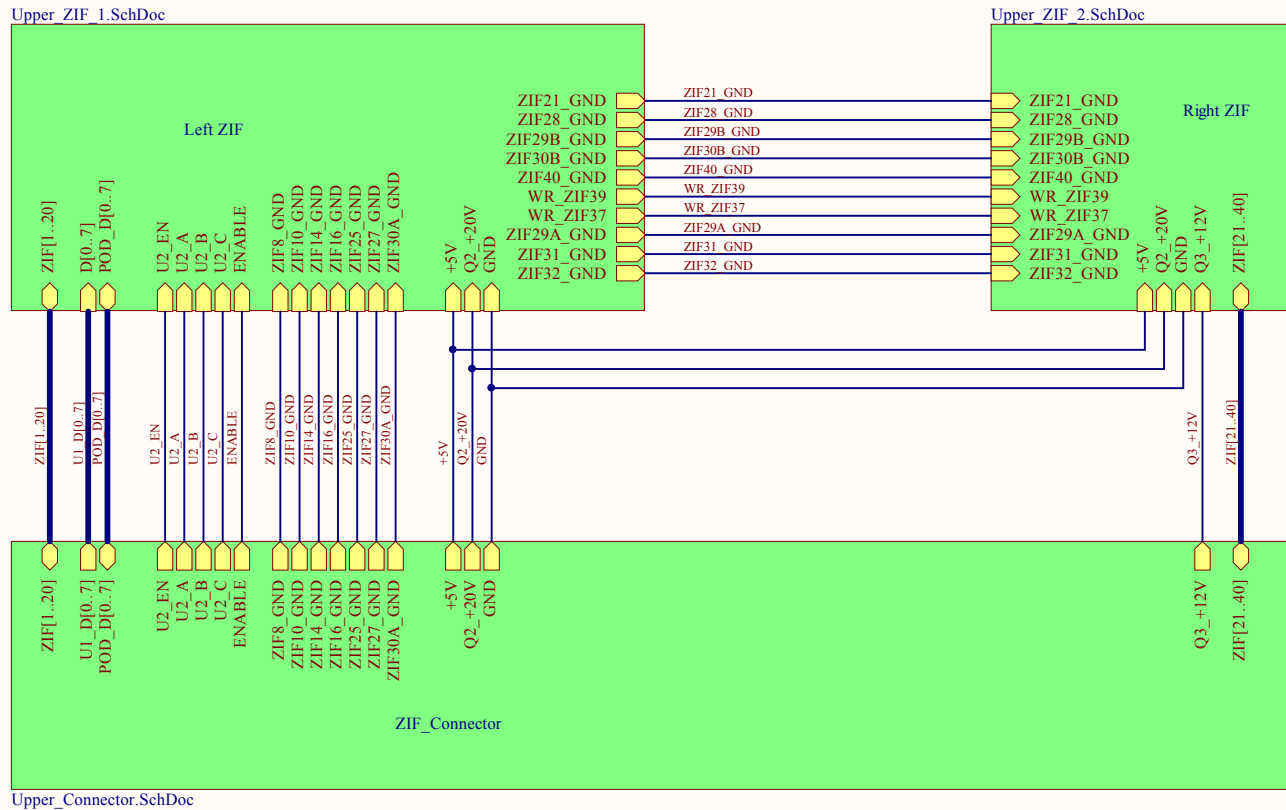 Upper_ZIF_1.SchDoc
Upper_ZIF_2.SchDoc
Left ZIF
Right ZIF
ZIF21_GND
ZIF28_GND
ZIF29B_GND
ZIF30B_GND
ZIF40_GND
WR_ZIF39
WR_ZIF37
ZIF29A_GND
ZIF31_GND
ZIF32_GND
ZIF21_GND
ZIF28_GND
ZIF29B_GND
ZIF30B_GND
ZIF40_GND
WR_ZIF39
WR_ZIF37
ZIF29A_GND
ZIF31_GND
ZIF32_GND
ZIF21_GND
ZIF28_GND
ZIF29B_GND
ZIF30B_GND
ZIF40_GND
WR_ZIF39
WR_ZIF37
ZIF29A_GND
ZIF31_GND
ZIF32_GND
ZIF[1..20]
D[0..7]
POD_D[0..7]
U2_EN
U2_A
U2_B
U2_C
ENABLE
ZIF8_GND
ZIF10_GND
ZIF14_GND
ZIF16_GND
ZIF25_GND
ZIF27_GND
ZIF30A_GND
+5V
Q2_+20V
GND
+5V
Q2_+20V
GND
Q3_+12V
ZIF[21..40]
ZIF[1..20]
U1_D[0..7]
POD_D[0..7]
U2_EN
U2_A
U2_B
U2_C
ENABLE
ZIF8_GND
ZIF10_GND
ZIF14_GND
ZIF16_GND
ZIF25_GND
ZIF27_GND
ZIF30A_GND
+5V
Q2_+20V
GND
Q3_+12V
ZIF[21..40]
ZIF[1..20]
U1_D[0..7]
POD_D[0..7]
U2_EN
U2_A
U2_B
U2_C
ENABLE
ZIF8_GND
ZIF10_GND
ZIF14_GND
ZIF16_GND
ZIF25_GND
ZIF27_GND
ZIF30A_GND
+5V
Q2_+20V
GND
Q3_+12V
ZIF[21..40]
ZIF_Connector
Upper_Connector.SchDoc